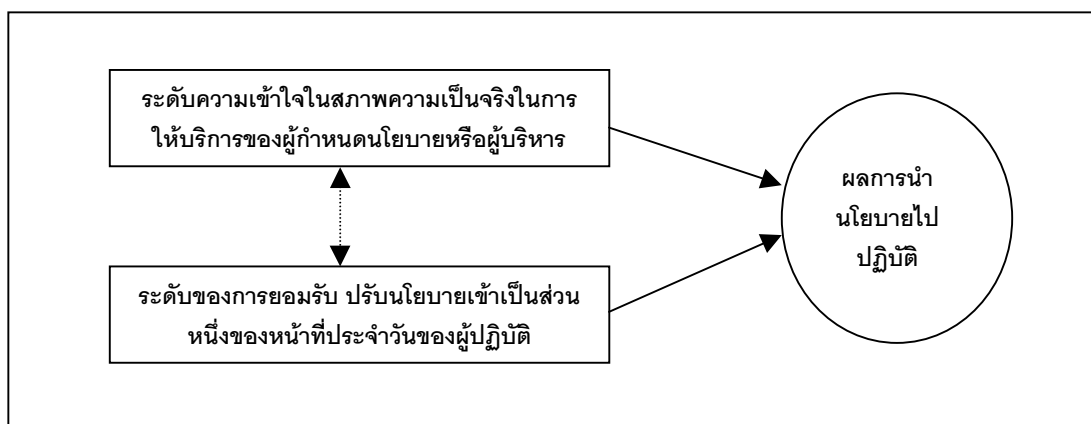 ระดับความเข้าใจในสภาพความเป็นจริงในการ
ให้บริการของผู้กำหนดนโยบายหรือผู้บริหาร
ผลการนำ
นโยบายไป
ปฏิบัติ
ระดับของการยอมรับ ปรับนโยบายเข้าเป็นส่วน
หนึ่งของหน้าที่ประจำวันของผู้ปฏิบัติ